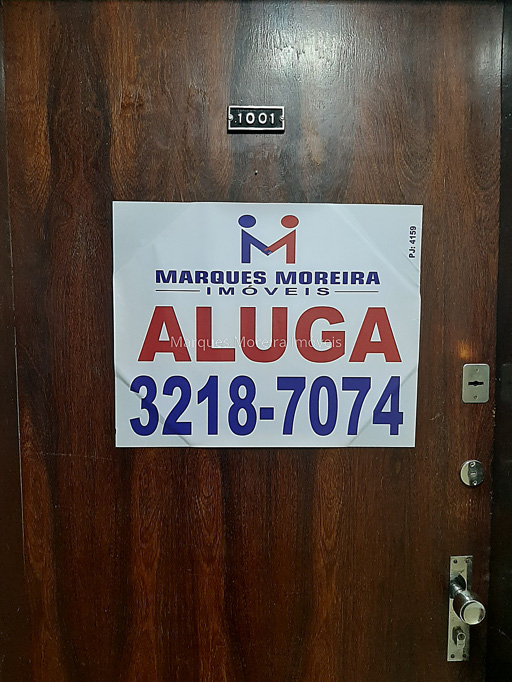 1001
PJ: 4159
MARQUES MOREIRA
IMÓVEIS
ALUGA
Marques Moreira Imóveis
3218-7074